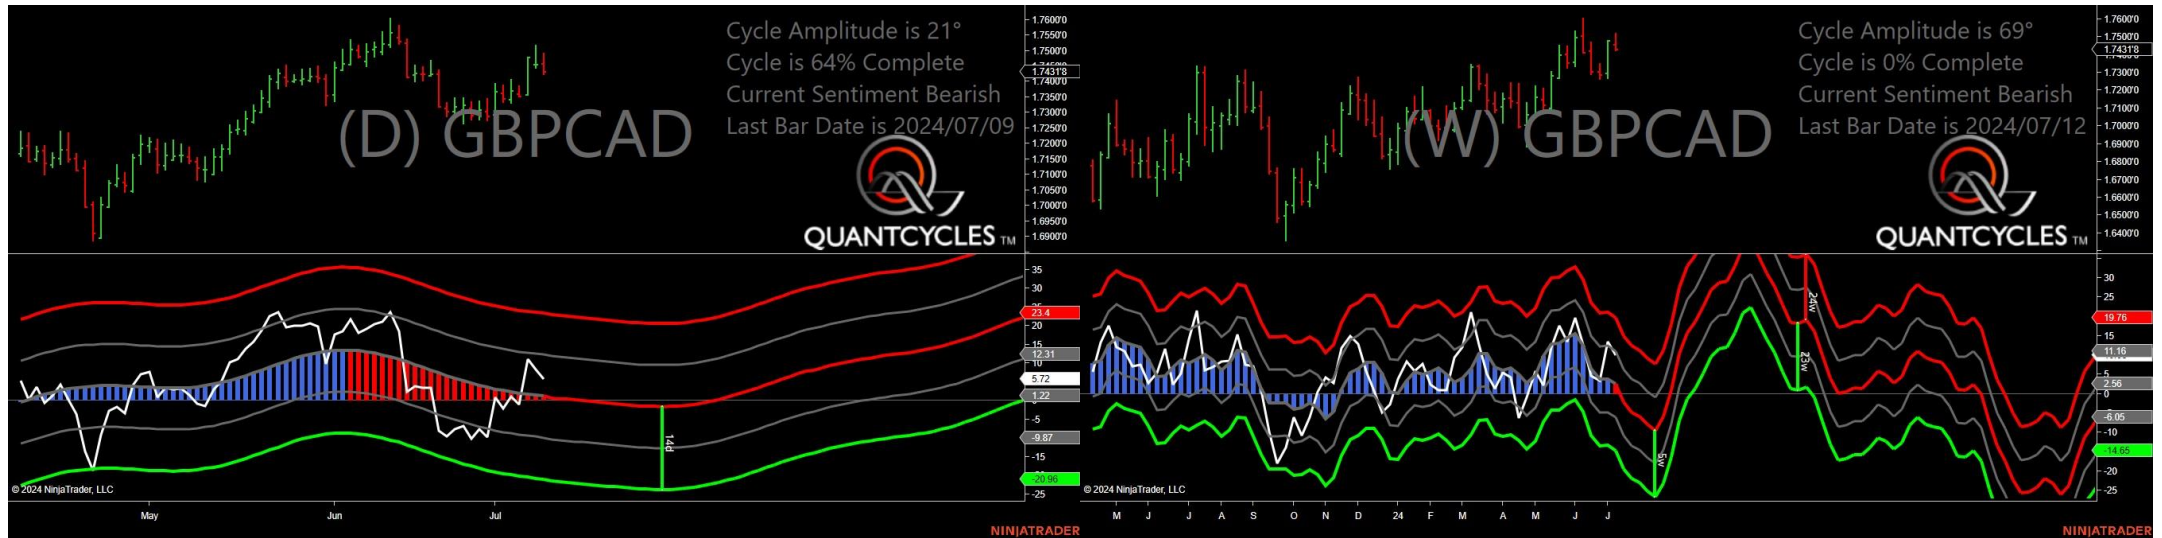 Cycle Amplitude is 21°
Cycle is 64% Complete
Current Sentiment Bearish
Last Bar Date is 2024/07/09
(D) GBPCAD
QUANTCYCLES TM
1.7600'0
1.7550'0
1.7500'0
1.7431'8
1.7400'0
1.7350'0
1.7300'0
1.7250'0
1.7200'0
1.7150'0
1.7100'0
1.7050'0
1.7000'0
1.6950'0
1.6900'0
35
30
23.4
20
15
12.31
10
5.72
1.22
-5
-9.87
-15
-20.96
-25
14d
© 2024 NinjaTrader, LLC
May
Jun
Jul
NINJATRADER
Cycle Amplitude is 69°
Cycle is 0% Complete
Current Sentiment Bearish
Last Bar Date is 2024/07/12
(W) GBPCAD
QUANTCYCLES TM
1.7600'0
1.7500'0
1.7431'8
1.7300'0
1.7200'0
1.7100'0
1.7000'0
1.6900'0
1.6800'0
1.6700'0
1.6600'0
1.6500'0
1.6400'0
30
25
19.76
15
11.16
5
2.56
0
-6.05
-10
-14.65
-20
-25
24w
23w
5w
© 2024 NinjaTrader, LLC
M
J
J
A
S
O
N
D
24
F
M
A
M
J
J
NINJATRADER